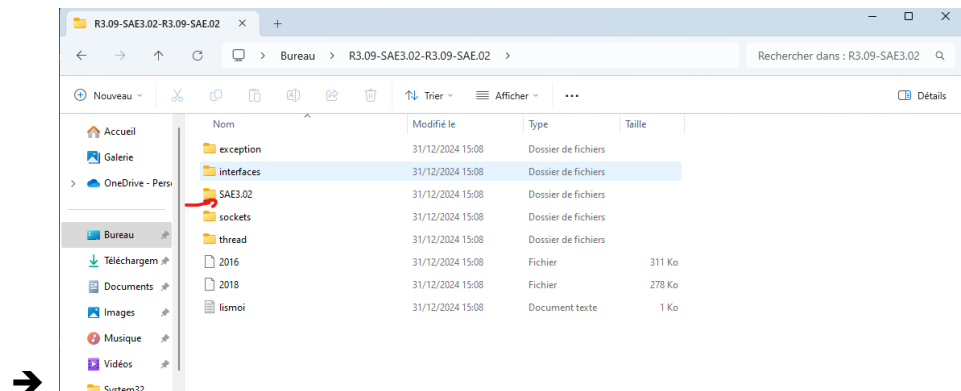 R3.09-SAE3.02-R3.09-SAE.02
Bureau > R3.09-SAE3.02-R3.09-SAE.02 >
Rechercher dans : R3.09-SAE3.02
Nouveau
Trier
Afficher
Détails
Accueil
Galerie
OneDrive - Pers
Bureau
Téléchargem
Documents
Images
Musique
Vidéos
System32
Nom Modifié le Type Taille
exception 31/12/2024 15:08 Dossier de fichiers
interfaces 31/12/2024 15:08 Dossier de fichiers
SAE3.02 31/12/2024 15:08 Dossier de fichiers
sockets 31/12/2024 15:08 Dossier de fichiers
thread 31/12/2024 15:08 Dossier de fichiers
2016 31/12/2024 15:08 Fichier 311 Ko
2018 31/12/2024 15:08 Fichier 278 Ko
lismoi 31/12/2024 15:08 Document texte 1 Ko